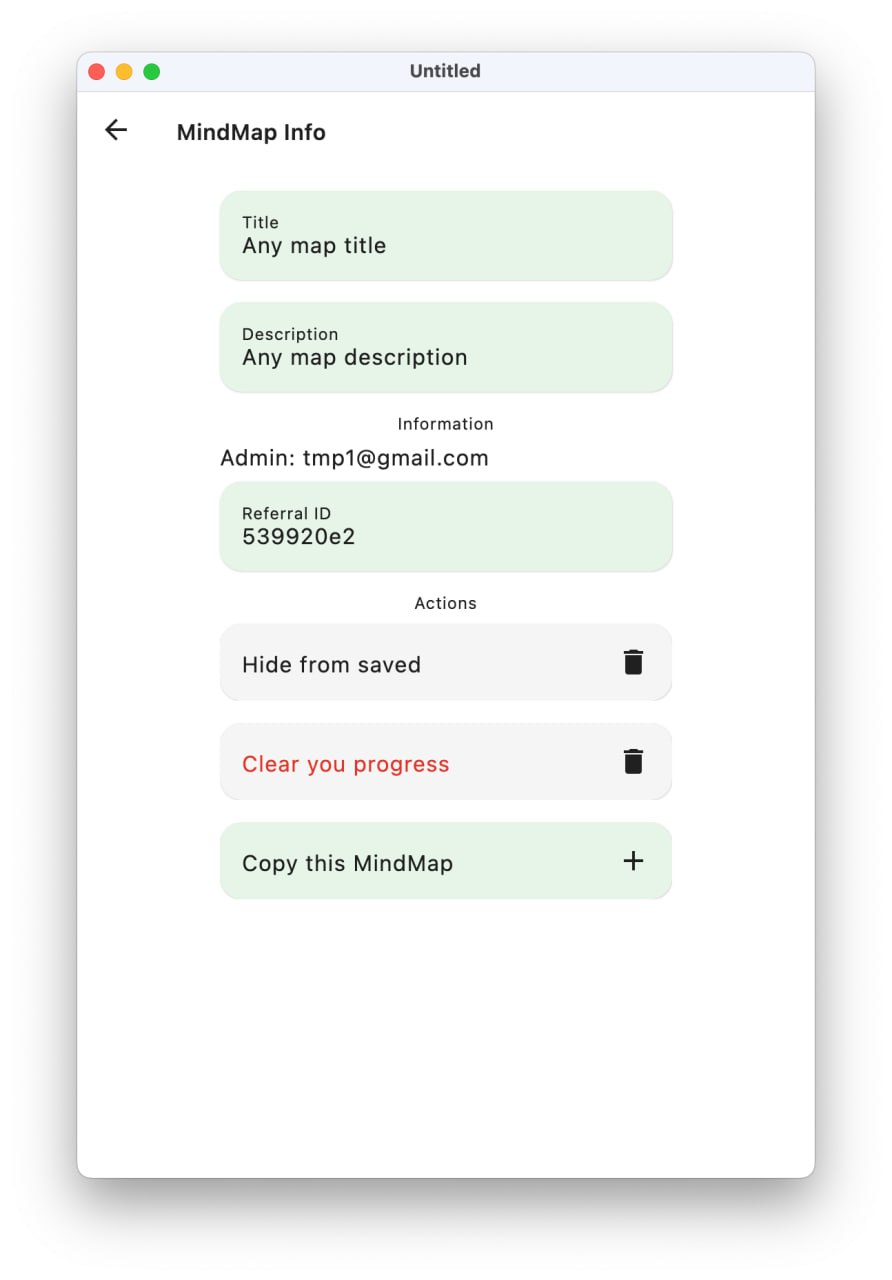 Untitled
MindMap Info
Title
Any map title
Description
Any map description
Information
Admin: tmp1@gmail.com
Referral ID
539920e2
Actions
Hide from saved
Clear you progress
Copy this MindMap